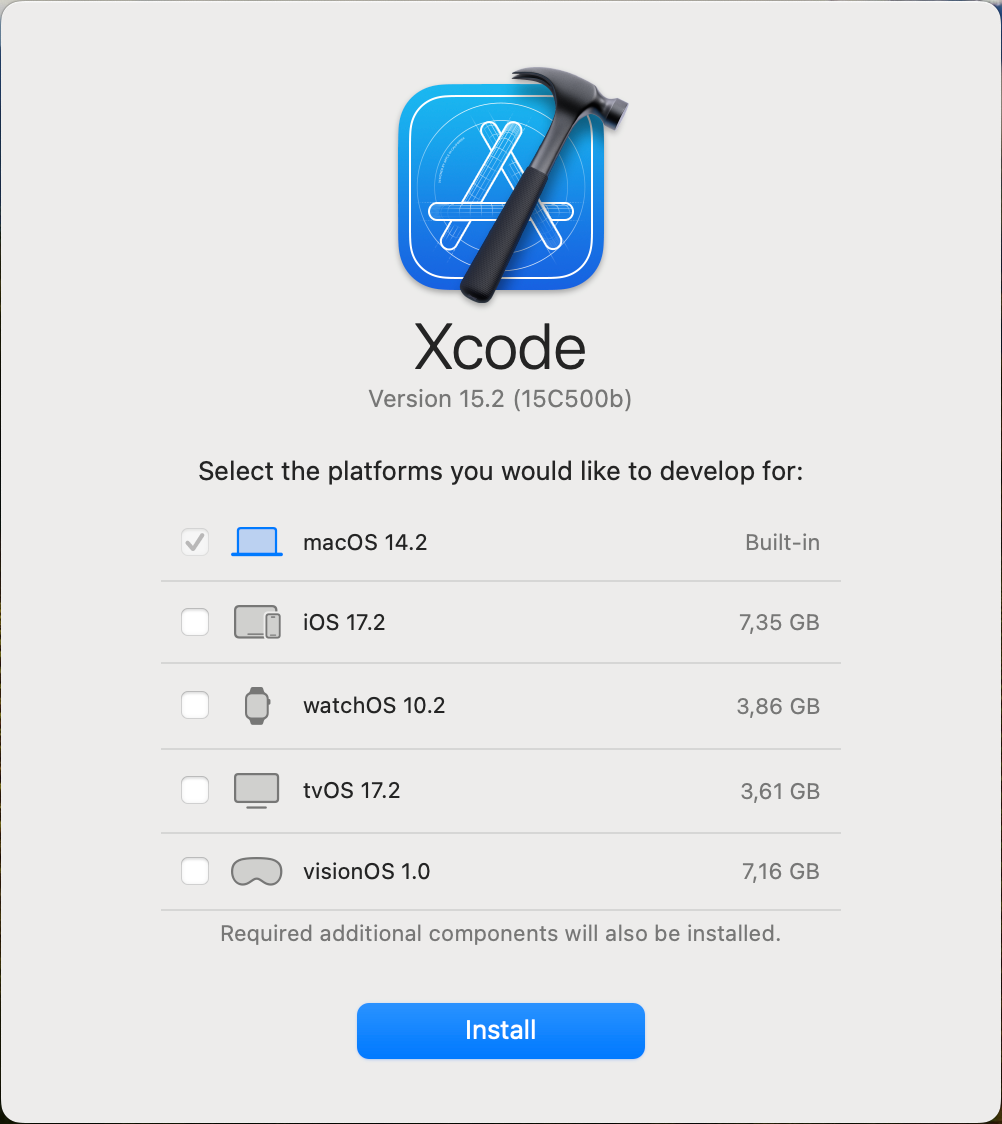 Xcode
Version 15.2 (15C500b)
Select the platforms you would like to develop for:
macOS 14.2 Built-in
iOS 17.2 7,35 GB
watchOS 10.2 3,86 GB
tvOS 17.2 3,61 GB
visionOS 1.0 7,16 GB
Required additional components will also be installed.
Install